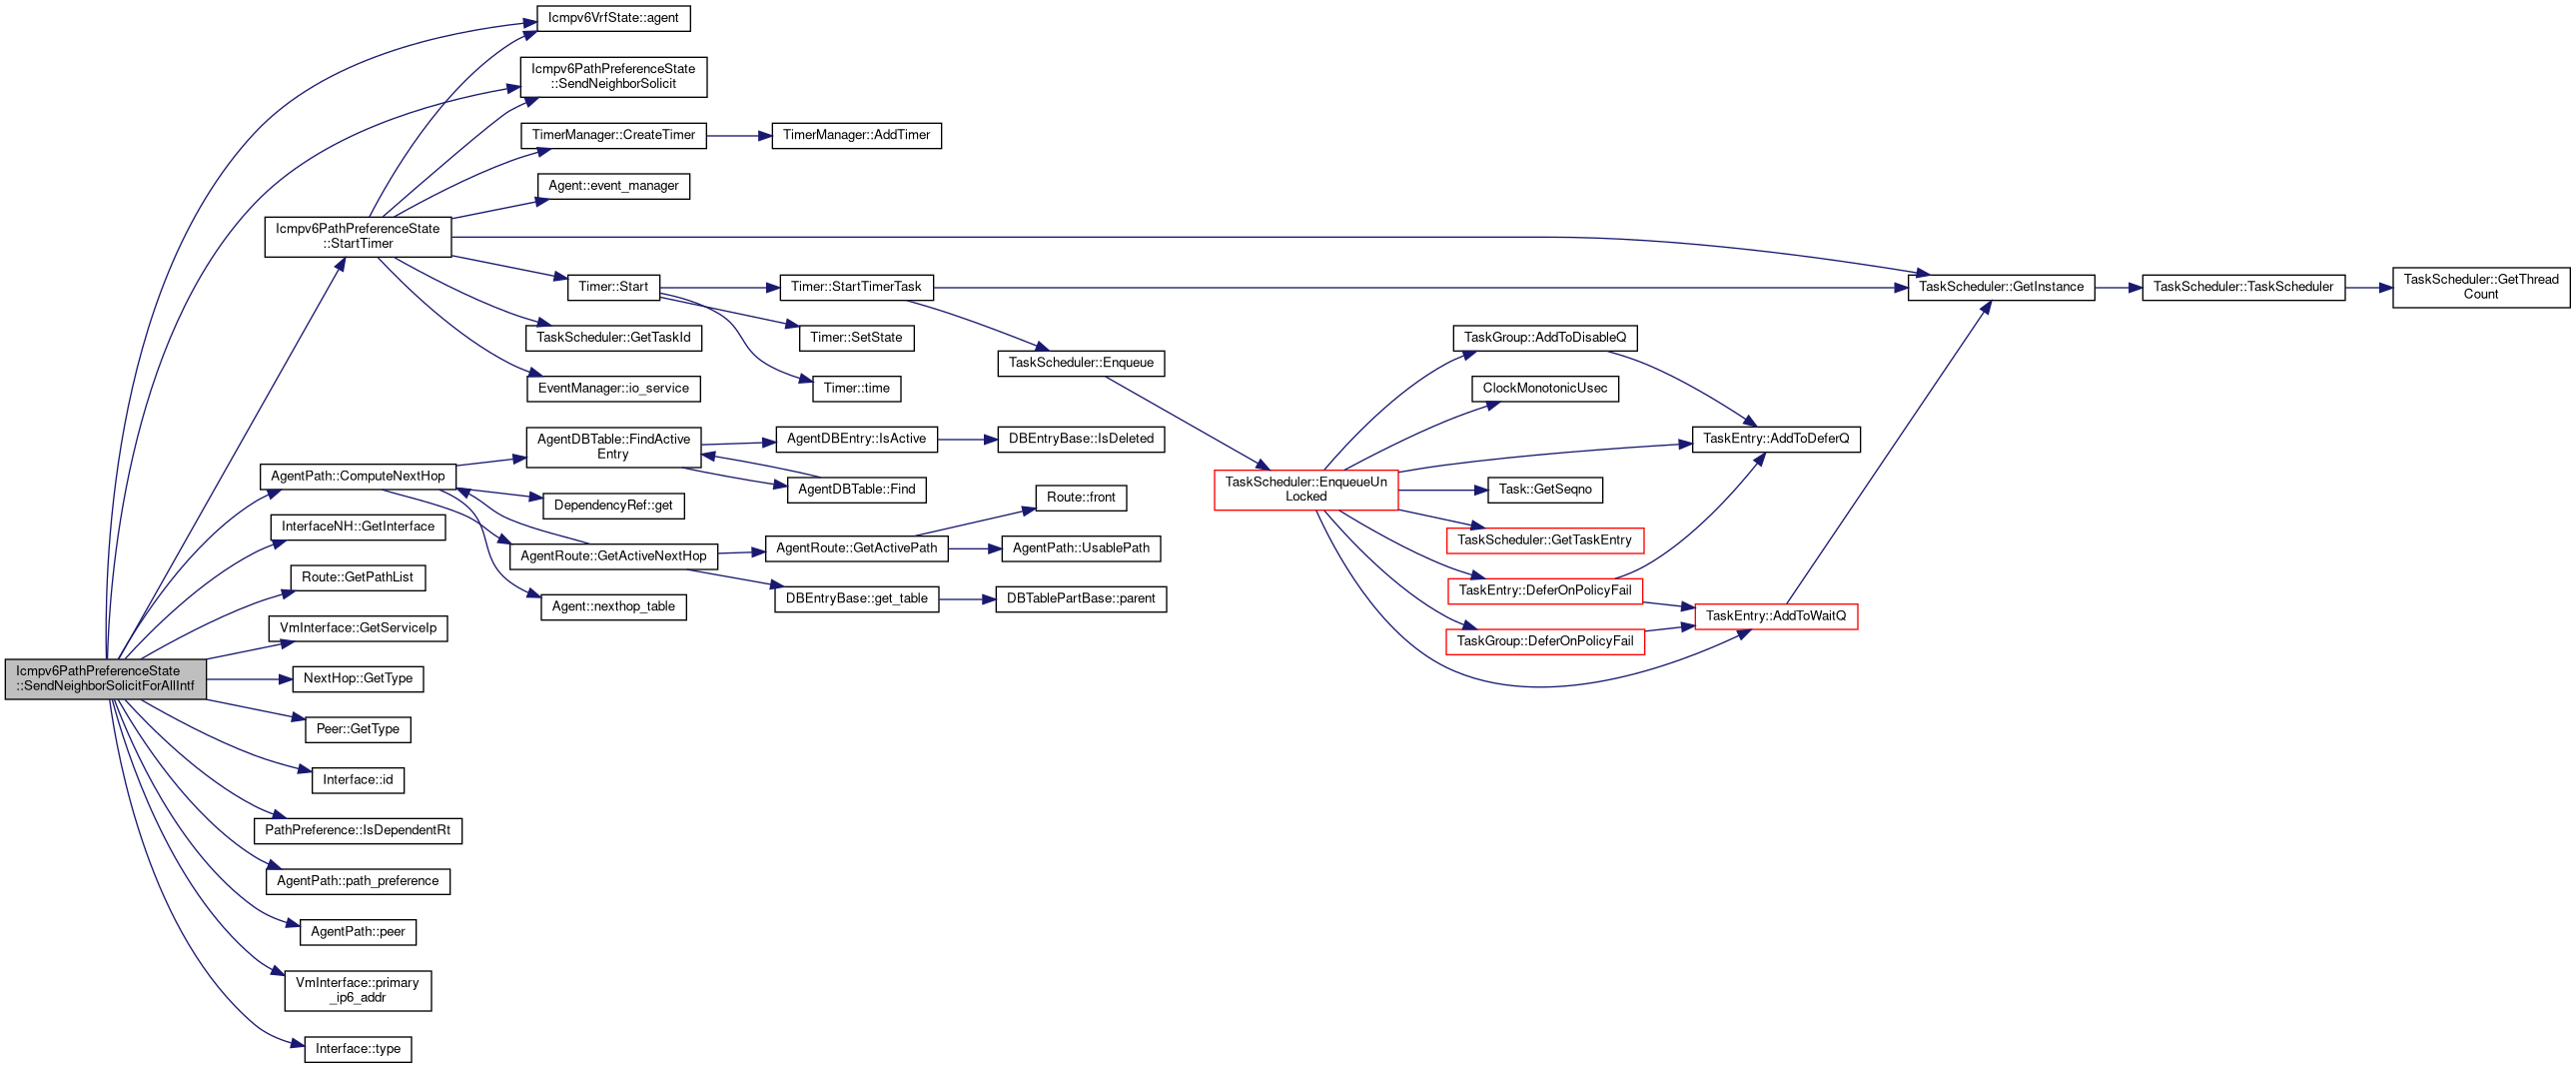 Icmpv6VrfState::agent
Icmpv6PathPreferenceState
::SendNeighborSolicit
TimerManager::CreateTimer
TimerManager::AddTimer
Agent::event_manager
Icmpv6PathPreferenceState
::StartTimer
Timer::Start
Timer::StartTimerTask
TaskScheduler::GetInstance
TaskScheduler::TaskScheduler
TaskScheduler::GetThread
Count
TaskScheduler::GetTaskId
Timer::SetState
TaskGroup::AddToDisableQ
TaskScheduler::Enqueue
EventManager::io_service
Timer::time
ClockMonotonicUsec
AgentDBTable::FindActive
Entry
AgentDBEntry::IsActive
DBEntryBase::IsDeleted
TaskEntry::AddToDeferQ
AgentPath::ComputeNextHop
AgentDBTable::Find
TaskScheduler::EnqueueUn
Locked
Task::GetSeqno
DependencyRef::get
Route::front
InterfaceNH::GetInterface
TaskScheduler::GetTaskEntry
AgentRoute::GetActiveNextHop
AgentRoute::GetActivePath
AgentPath::UsablePath
Route::GetPathList
TaskEntry::DeferOnPolicyFail
Agent::nexthop_table
DBEntryBase::get_table
DBTablePartBase::parent
TaskEntry::AddToWaitQ
VmInterface::GetServiceIp
TaskGroup::DeferOnPolicyFail
Icmpv6PathPreferenceState
::SendNeighborSolicitForAllIntf
NextHop::GetType
Peer::GetType
Interface::id
PathPreference::IsDependentRt
AgentPath::path_preference
AgentPath::peer
VmInterface::primary
_ip6_addr
Interface::type